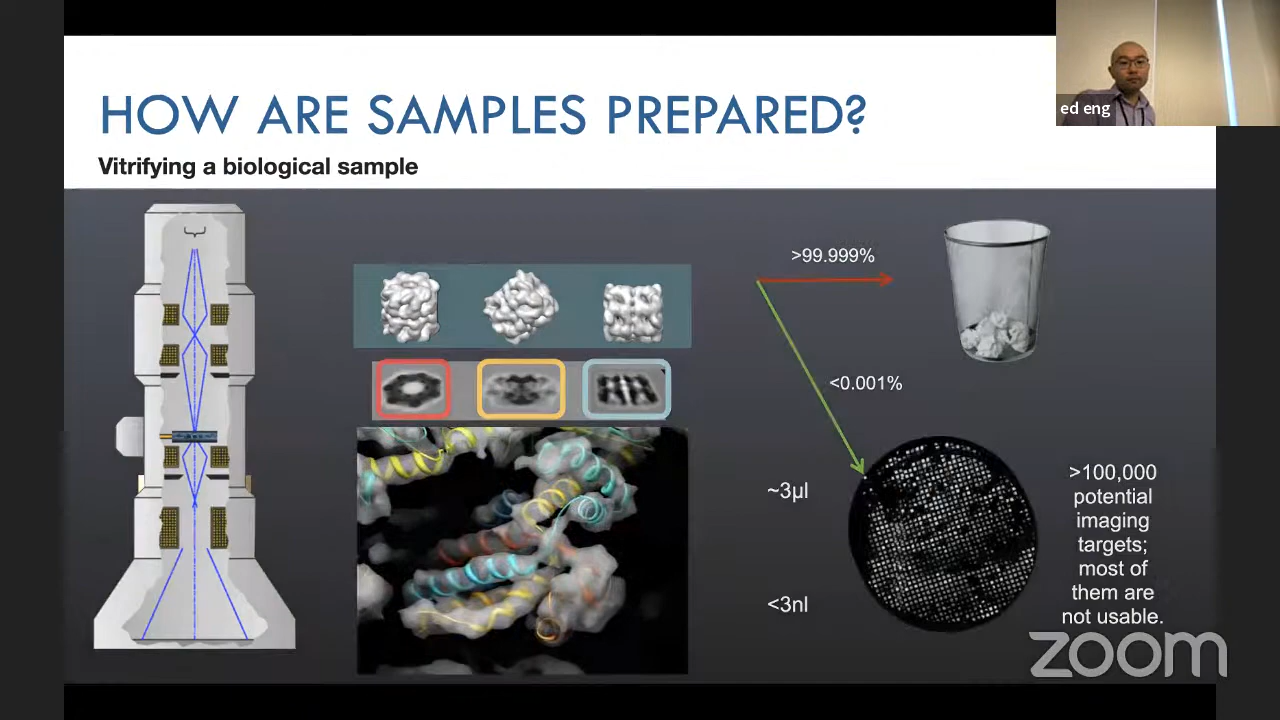 HOW ARE SAMPLES PREPARED?
Vitrifying a biological sample
ed eng
>99.999%
<0.001%
~3µl
<3nl
>100,000
potential
imaging
targets;
most of
them are
not usable.
zoom